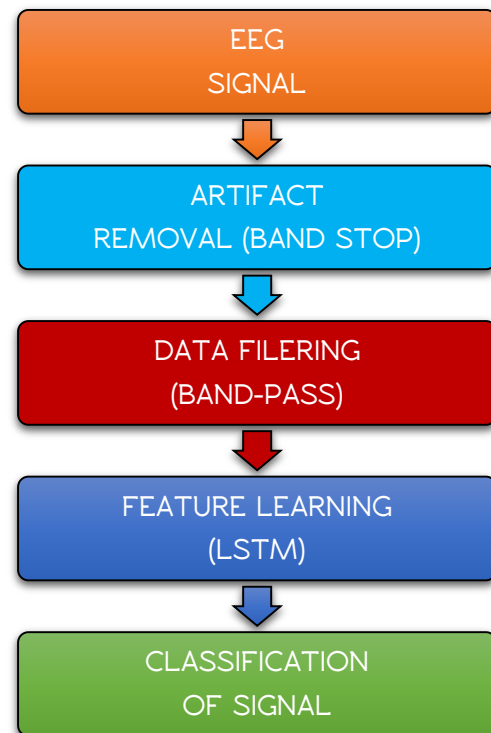 EEG
SIGNAL
ARTIFACT
REMOVAL (BAND STOP)
DATA FILERING
(BAND-PASS)
FEATURE LEARNING
(LSTM)
CLASSIFICATION
OF SIGNAL